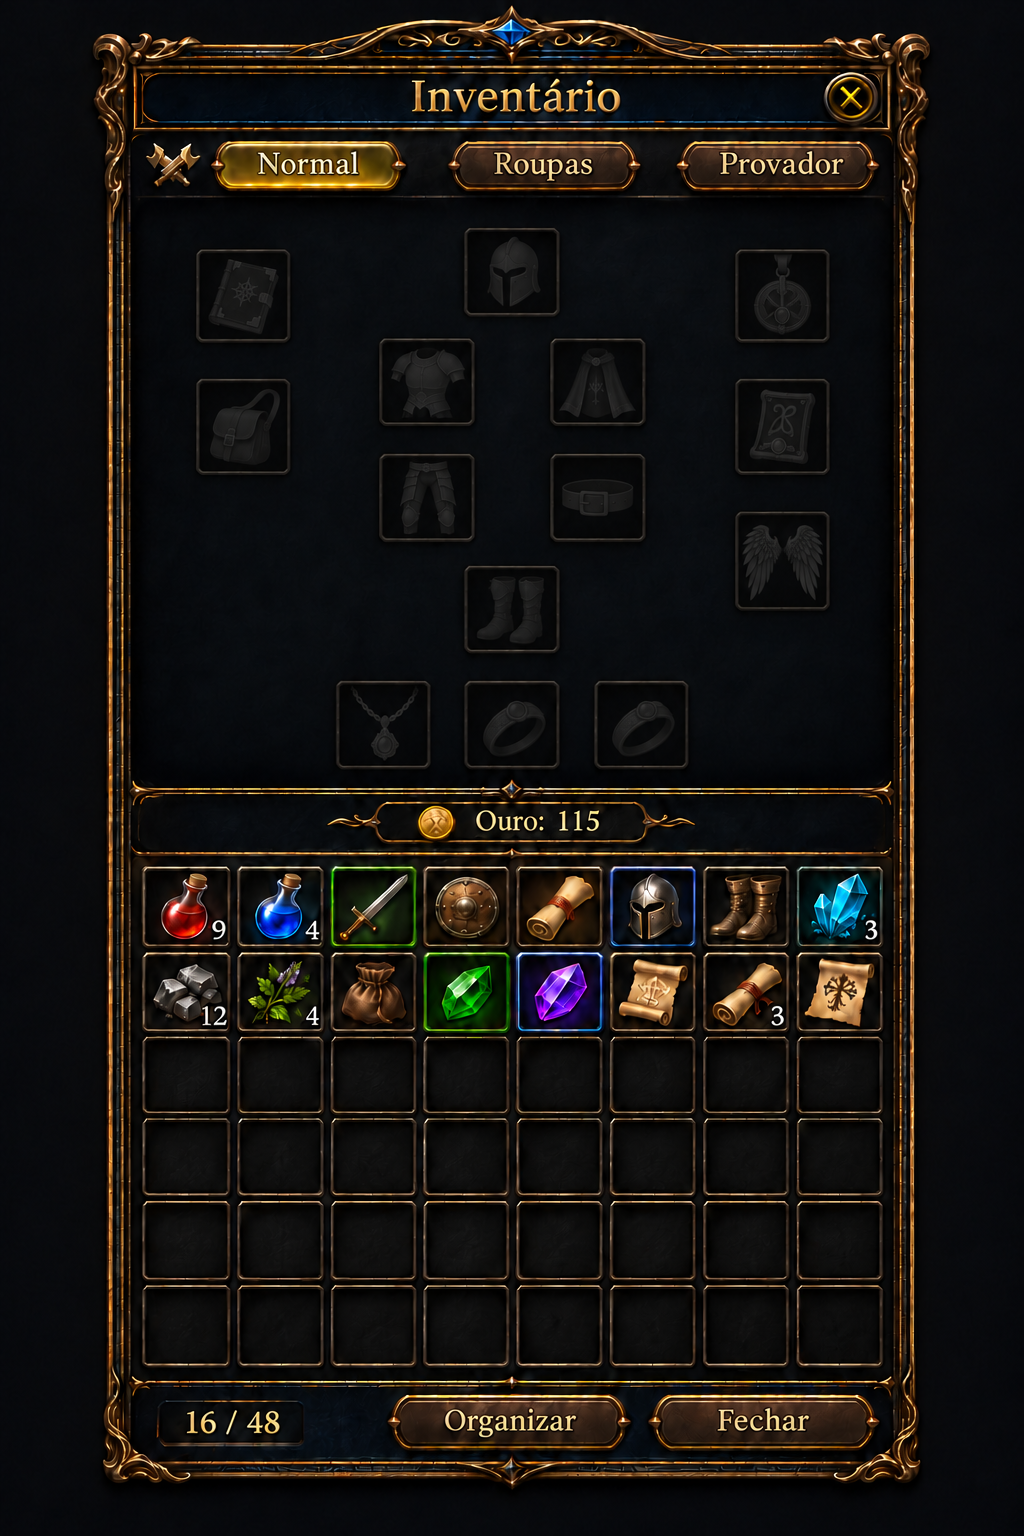 Inventário
Normal
Roupas
Provador
Ouro: 115
9
4
3
12
4
3
16 / 48
Organizar
Fechar